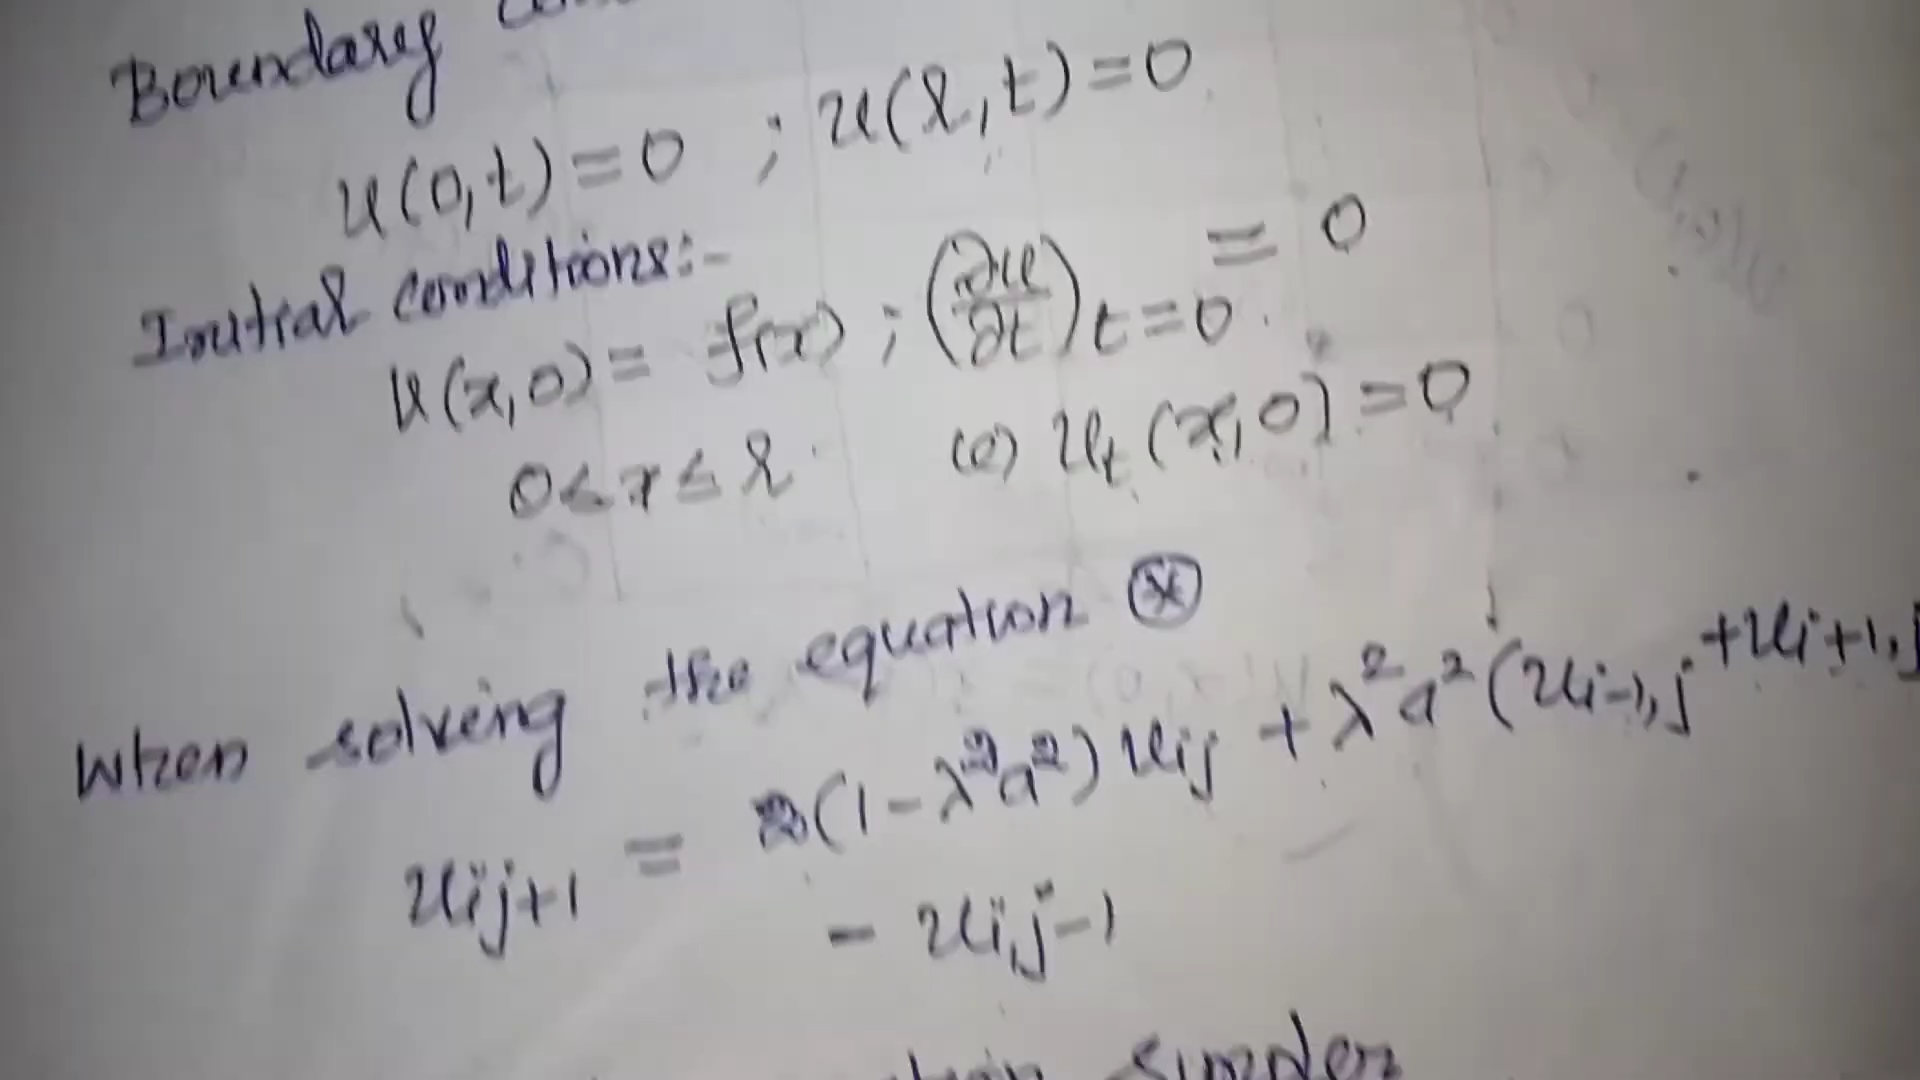 Boundary
u(0,t)=0 ; u(l,t)=0
Initial conditions:-
u(x,0) = f(x) ; (∂u/∂t)t=0 = 0
0≤x≤l (or) ut(x,0)=0
When solving the equation ⊛
uij+1 = 2(1-λ²a²)uij + λ²a²(ui-1,j+ui+1,j
- ui,j-1
simpler